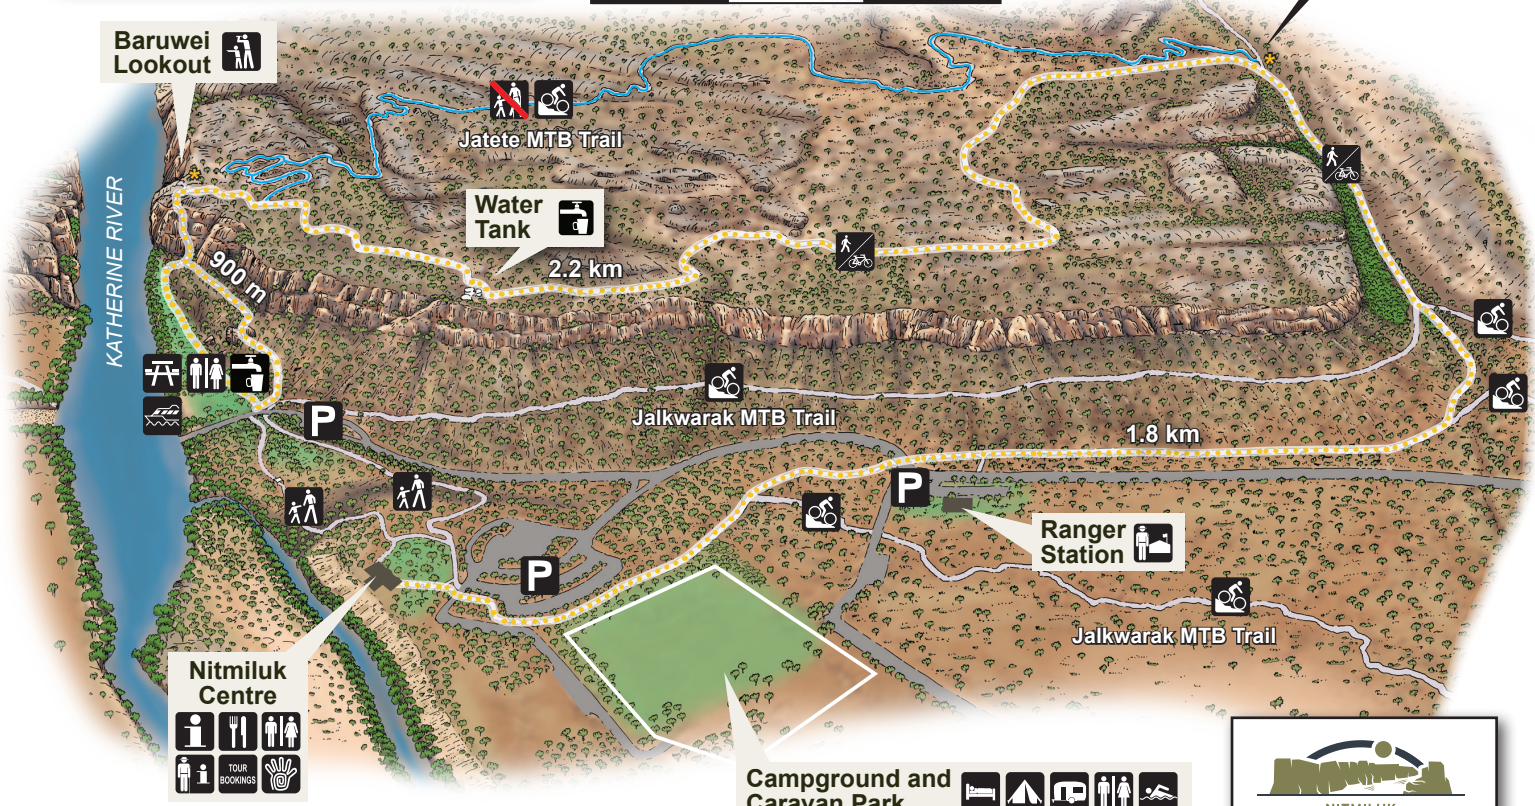 Baruwei
Lookout
Jatete MTB Trail
KATHERINE RIVER
Water
Tank
2.2 km
900 m
P
Jalkwarak MTB Trail
1.8 km
P
Ranger
Station
P
Jalkwarak MTB Trail
Nitmiluk
Centre
i
i
TOUR
BOOKINGS
Campground and
Caravan Park
NITMILUK